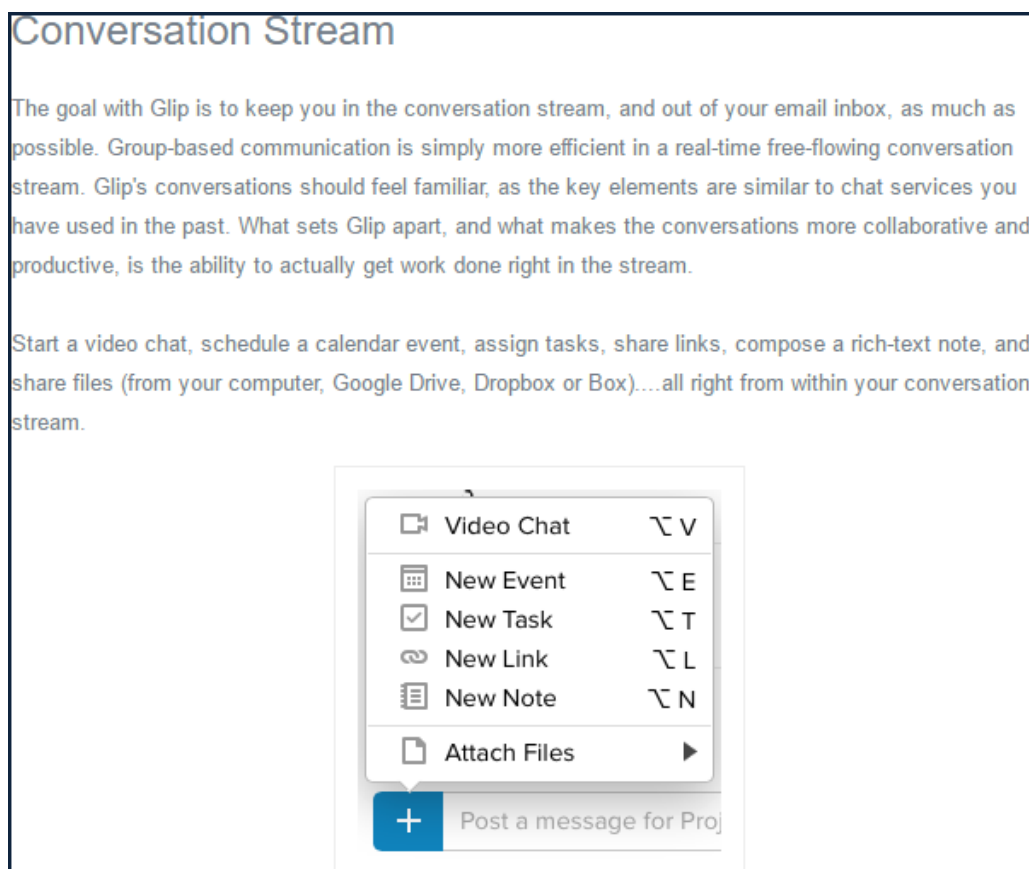 Conversation Stream
The goal with Glip is to keep you in the conversation stream, and out of your email inbox, as much as
possible. Group-based communication is simply more efficient in a real-time free-flowing conversation
stream. Glip's conversations should feel familiar, as the key elements are similar to chat services you
have used in the past. What sets Glip apart, and what makes the conversations more collaborative and
productive, is the ability to actually get work done right in the stream.
Start a video chat, schedule a calendar event, assign tasks, share links, compose a rich-text note, and
share files (from your computer, Google Drive, Dropbox or Box)....all right from within your conversation
stream.
Video Chat ⌥ V
New Event ⌥ E
New Task ⌥ T
New Link ⌥ L
New Note ⌥ N
Attach Files
Post a message for Proj